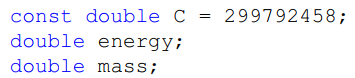 const double C = 299792458;
double energy;
double mass;